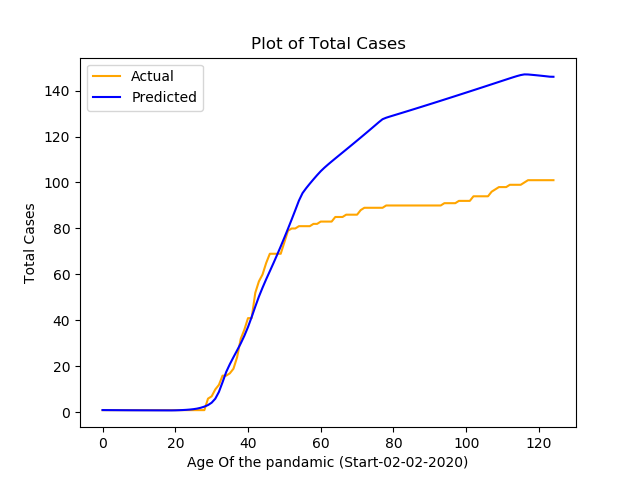 Plot of Total Cases
Actual
Predicted
Total Cases
140
120
100
80
60
40
20
0
0 20 40 60 80 100 120
Age Of the pandamic (Start-02-02-2020)